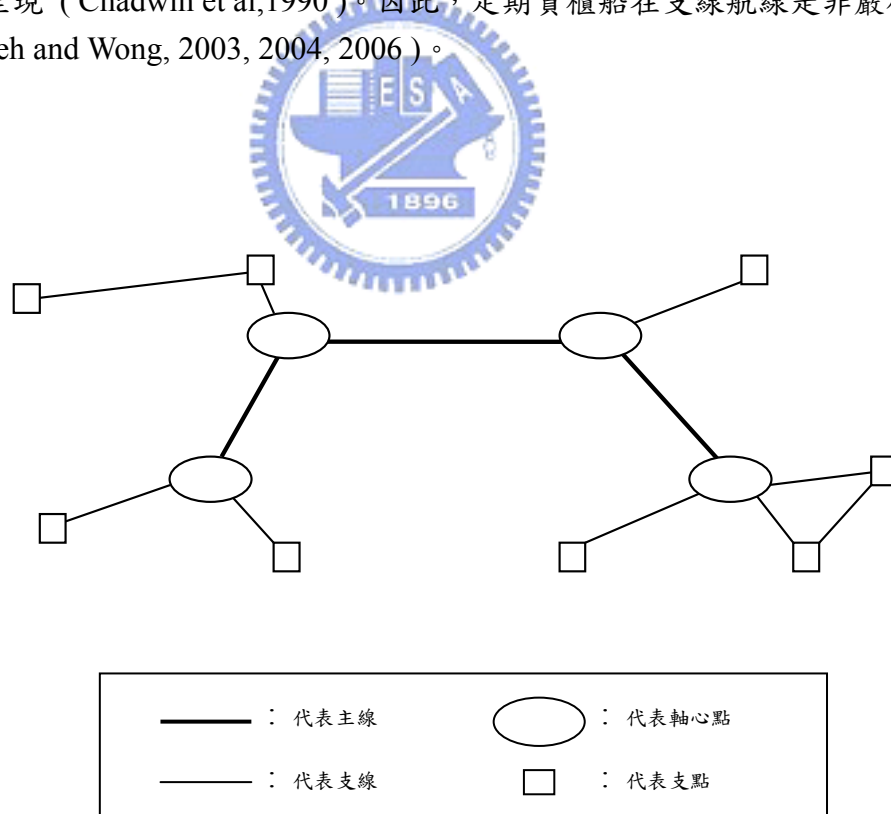 呈現 ( Chadwin et al,1990 )。因此，定期貨櫃船在支線航線是非嚴
eh and Wong, 2003, 2004, 2006 )。
E S A
1896
： 代表主線
： 代表軸心點
： 代表支線
： 代表支點